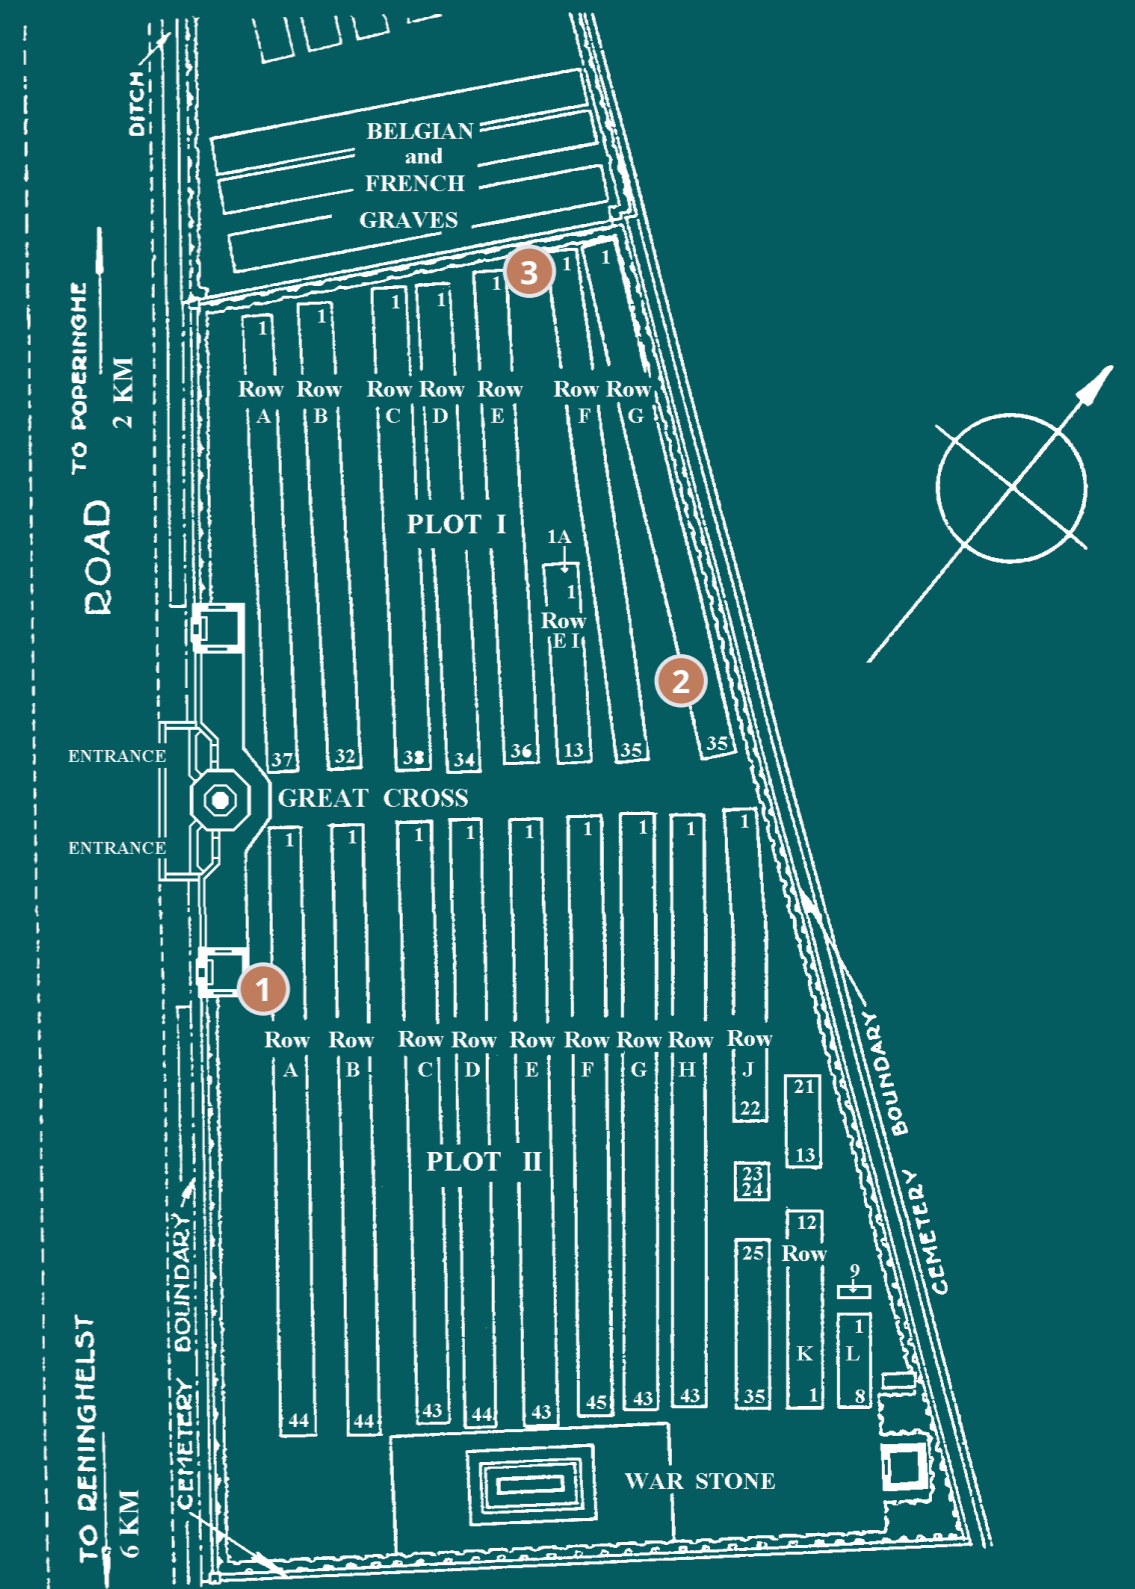 DITCH
BELGIAN
and
FRENCH
GRAVES
3
1 1 1 1 1 1 1
TO POPERINGHE
2 KM
ROAD
Row Row Row Row Row Row Row
A B C D E F G
PLOT I
1A
1
Row
E I
2
ENTRANCE
37 32 38 34 36 13 35 35
GREAT CROSS
ENTRANCE
1 1 1 1 1 1 1 1 1
1
Row Row Row Row Row Row Row Row Row
A B C D E F G H J
22
21
13
PLOT II
23
24
12
25
Row
9
1
K L
35 1 8
44 44 43 44 43 45 43 43
CEMETERY BOUNDARY
CEMETERY BOUNDARY
WAR STONE
TO RENINGHELST
6 KM